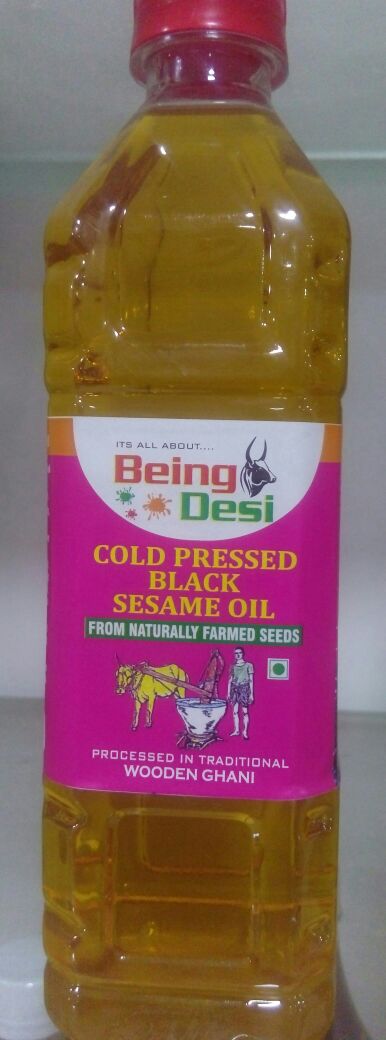 ITS ALL ABOUT....
Being
Desi
COLD PRESSED
BLACK
SESAME OIL
FROM NATURALLY FARMED SEEDS
PROCESSED IN TRADITIONAL
WOODEN GHANI